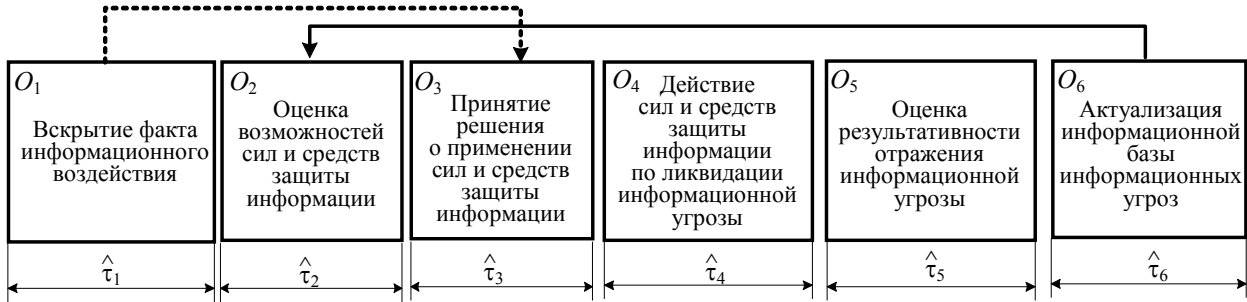 O₁
Вскрытие факта
информационного
воздействия
O₂
Оценка
возможностей
сил и средств
защиты
информации
O₃
Принятие
решения
о применении
сил и средств
защиты
информации
O₄ Действие
сил и средств
защиты
информации
по ликвидации
информационной
угрозы
O₅
Оценка
результативности
отражения
информационной
угрозы
O₆
Актуализация
информационной
базы
информационных
угроз
τ̂₁
τ̂₂
τ̂₃
τ̂₄
τ̂₅
τ̂₆